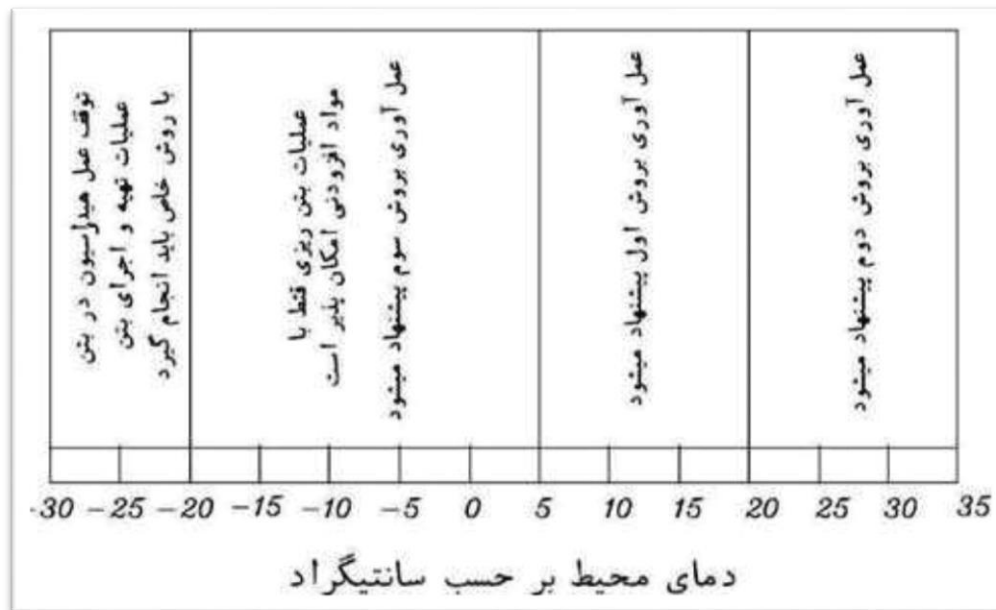 توقف عمل هیدراسیون در بتن
عملیات تهیه و اجرای بتن
با روش خاص باید انجام گیرد
عملیات بتن ریزی فقط با
مواد افزودنی امکان پذیر است
عمل آوری بروش سوم پیشنهاد میشود
عمل آوری بروش اول پیشنهاد میشود
عمل آوری بروش دوم پیشنهاد میشود
-30 -25 -20 -15 -10 -5 0 5 10 15 20 25 30 35
دمای محیط بر حسب سانتیگراد